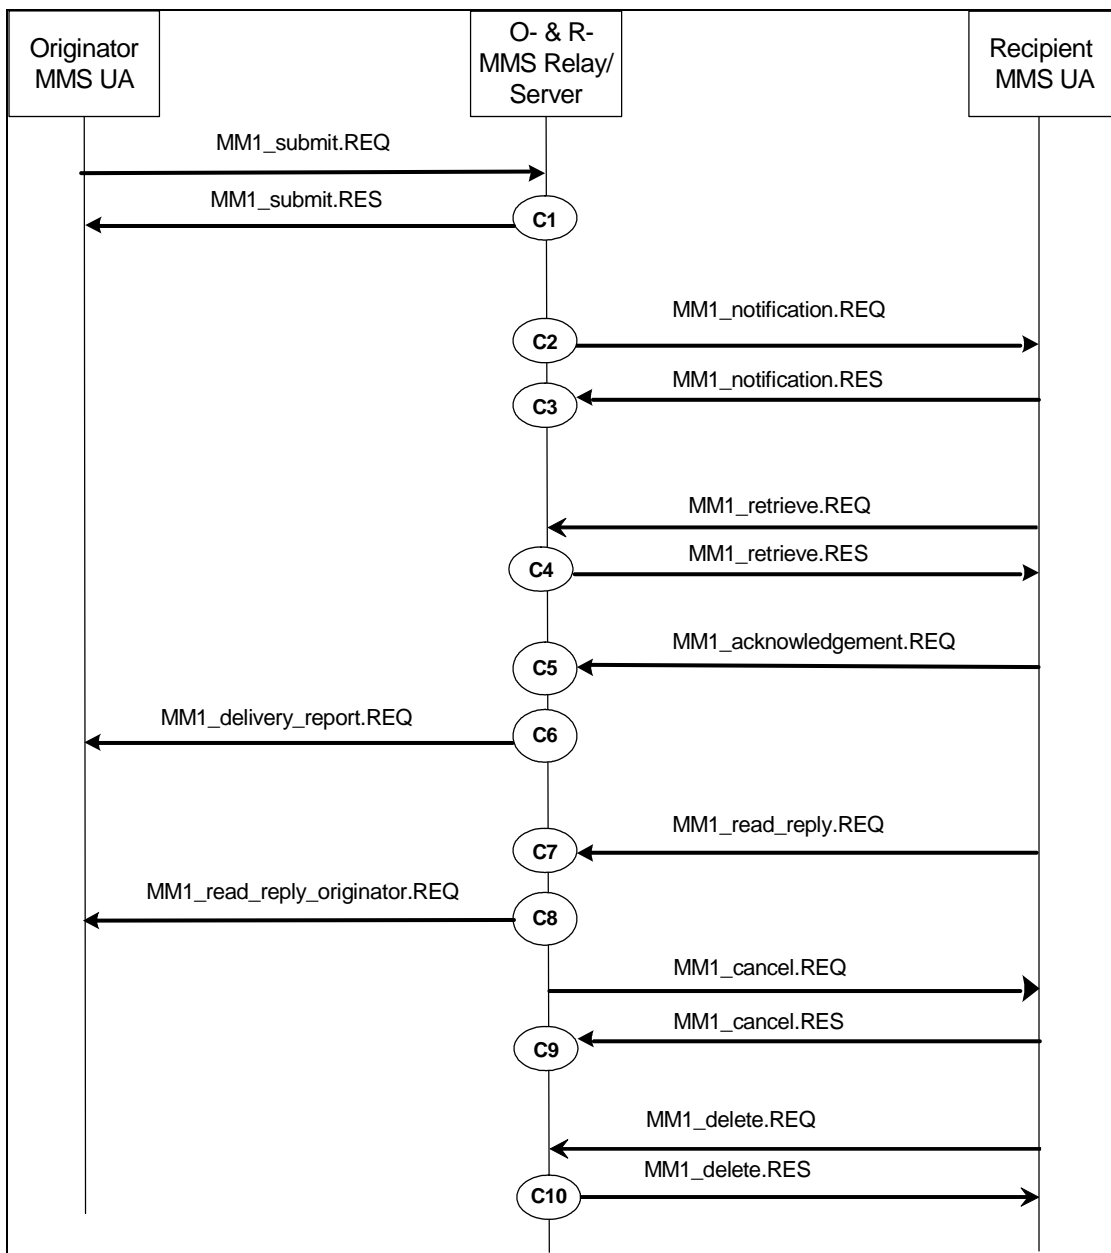 Originator
MMS UA
O- & R-
MMS Relay/
Server
Recipient
MMS UA
MM1_submit.REQ
MM1_submit.RES
C1
MM1_notification.REQ
C2
MM1_notification.RES
C3
MM1_retrieve.REQ
MM1_retrieve.RES
C4
MM1_acknowledgement.REQ
C5
MM1_delivery_report.REQ
C6
MM1_read_reply.REQ
C7
MM1_read_reply_originator.REQ
C8
MM1_cancel.REQ
MM1_cancel.RES
C9
MM1_delete.REQ
MM1_delete.RES
C10